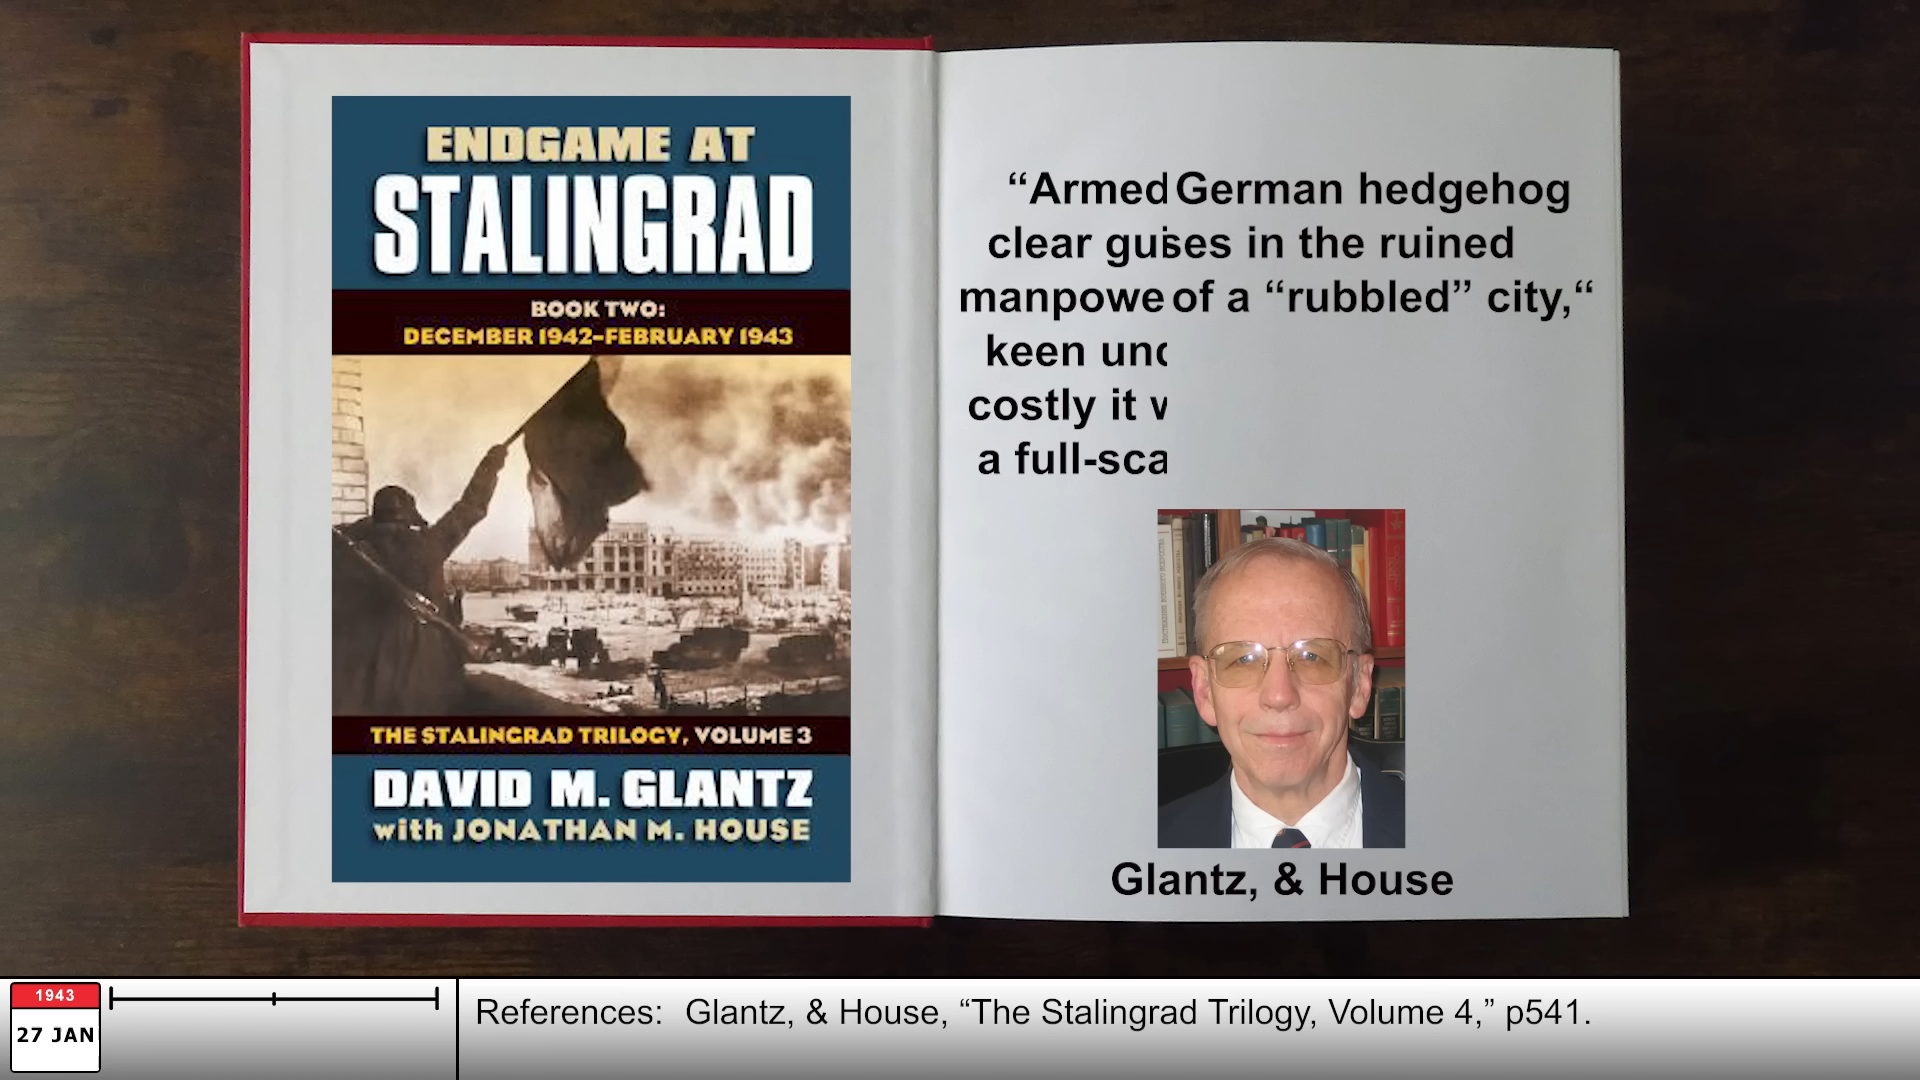 ENDGAME AT
STALINGRAD
BOOK TWO:
DECEMBER 1942–FEBRUARY 1943
THE STALINGRAD TRILOGY, VOLUME 3
DAVID M. GLANTZ
with JONATHAN M. HOUSE
“Armed German hedgehog
clear gu ses in the ruined
manpowe of a “rubbled” city,“
keen
costly it
a full-sca
Glantz, & House
1943
27 JAN
References: Glantz, & House, “The Stalingrad Trilogy, Volume 4,” p541.